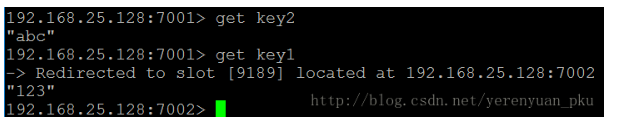 192.168.25.128:7001> get key2
"abc"
192.168.25.128:7001> get key1
-> Redirected to slot [9189] located at 192.168.25.128:7002
"123"
192.168.25.128:7002>
http://blog.csdn.net/yerenyuan_pku